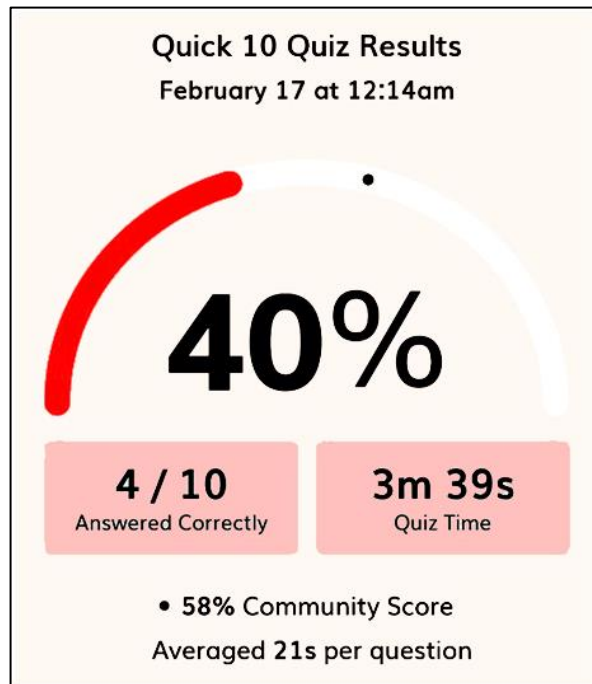 Quick 10 Quiz Results
February 17 at 12:14am
40%
4 / 10
Answered Correctly
3m 39s
Quiz Time
• 58% Community Score
Averaged 21s per question